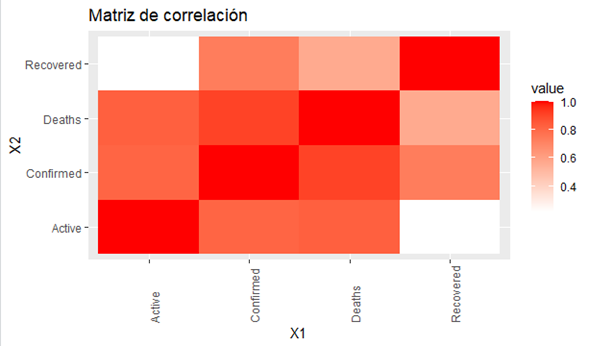 Matriz de correlación
Recovered
Deaths
Confirmed
Active
X2
Active
Confirmed
Deaths
Recovered
X1
value
1.0
0.8
0.6
0.4